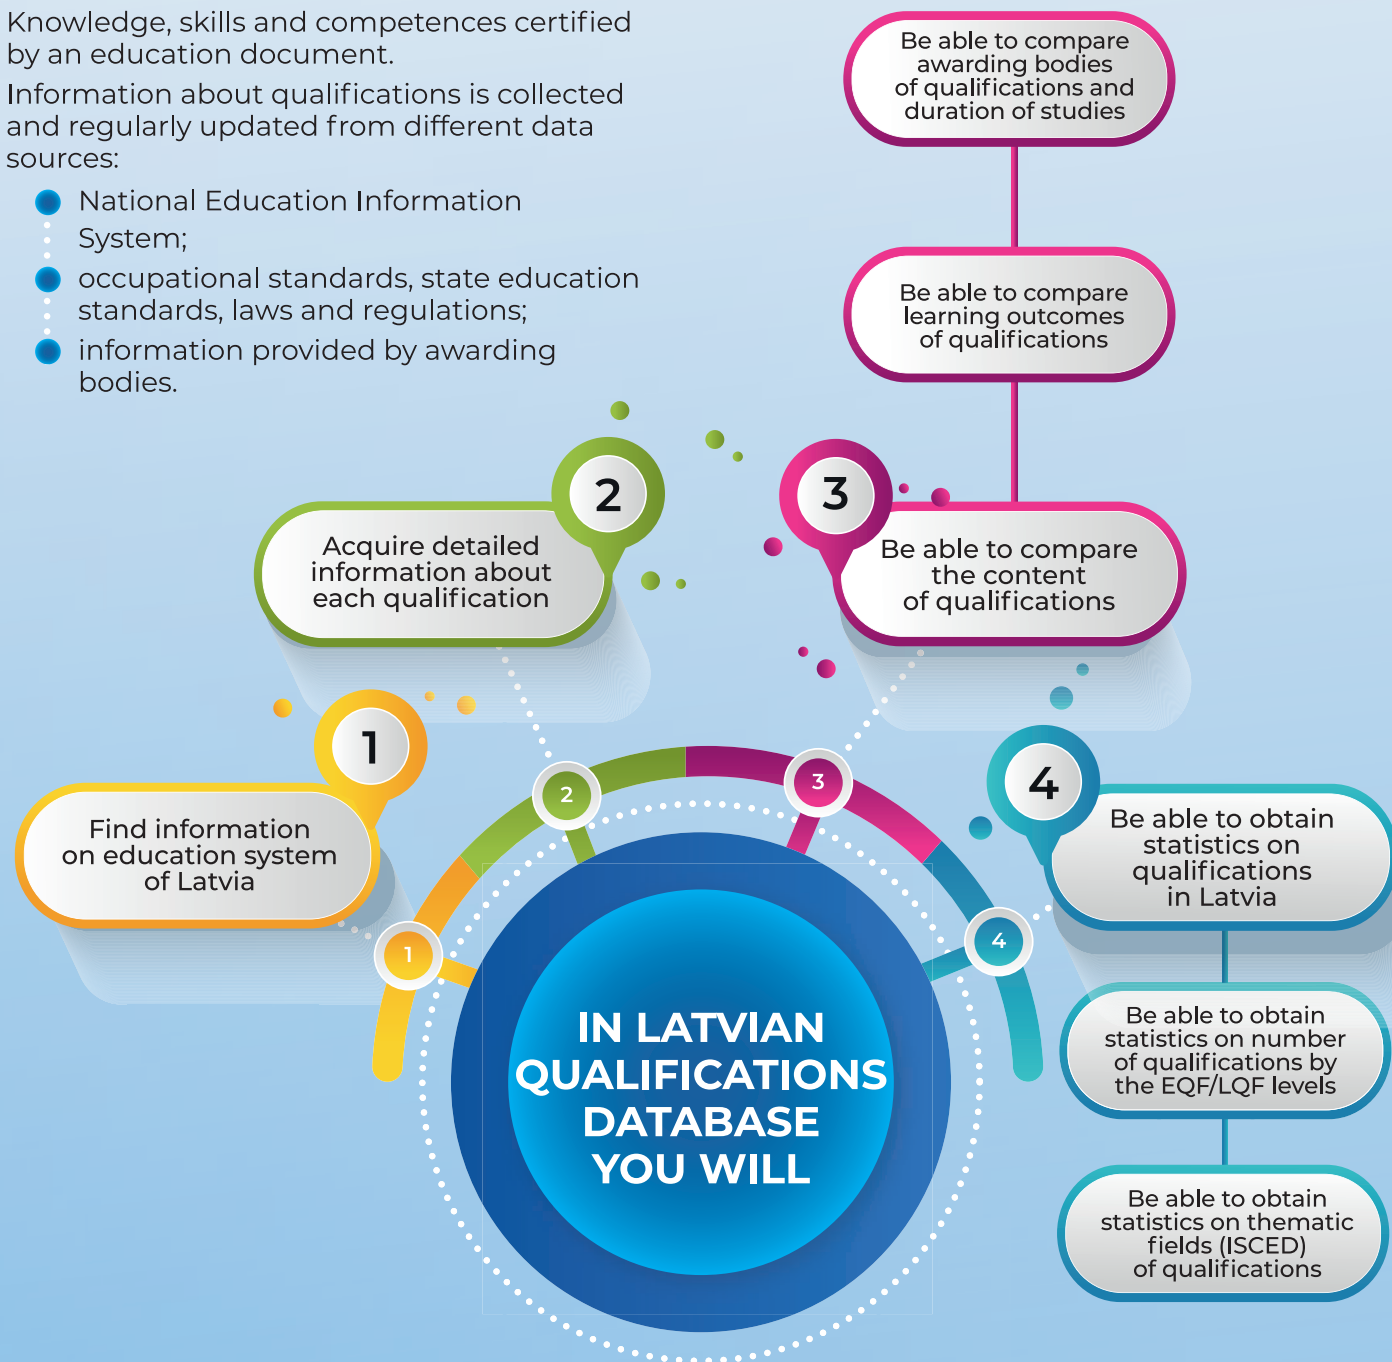 Knowledge, skills and competences certified
by an education document.
Information about qualifications is collected
and regularly updated from different data
sources:
National Education Information
System;
occupational standards, state education
standards, laws and regulations;
information provided by awarding
bodies.
Be able to compare
awarding bodies
of qualifications and
duration of studies
Be able to compare
learning outcomes
of qualifications
2
Acquire detailed
information about
each qualification
3
Be able to compare
the content
of qualifications
1
Find information
on education system
of Latvia
4
Be able to obtain
statistics on
qualifications
in Latvia
Be able to obtain
statistics on number
of qualifications by
the EQF/LQF levels
Be able to obtain
statistics on thematic
fields (ISCED)
of qualifications
1
2
3
4
IN LATVIAN
QUALIFICATIONS
DATABASE
YOU WILL